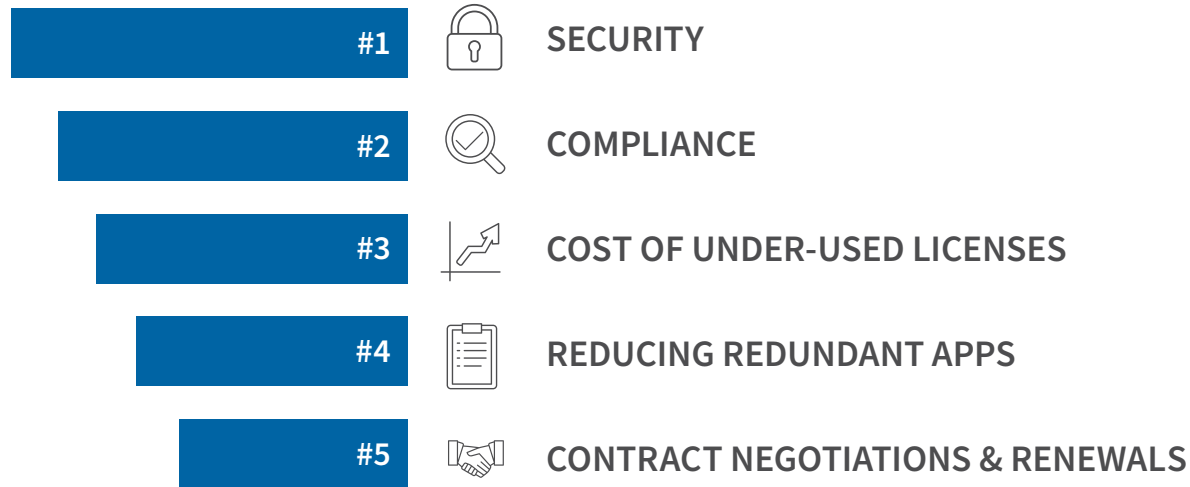 #1 SECURITY
#2 COMPLIANCE
#3 COST OF UNDER-USED LICENSES
#4 REDUCING REDUNDANT APPS
#5 CONTRACT NEGOTIATIONS & RENEWALS